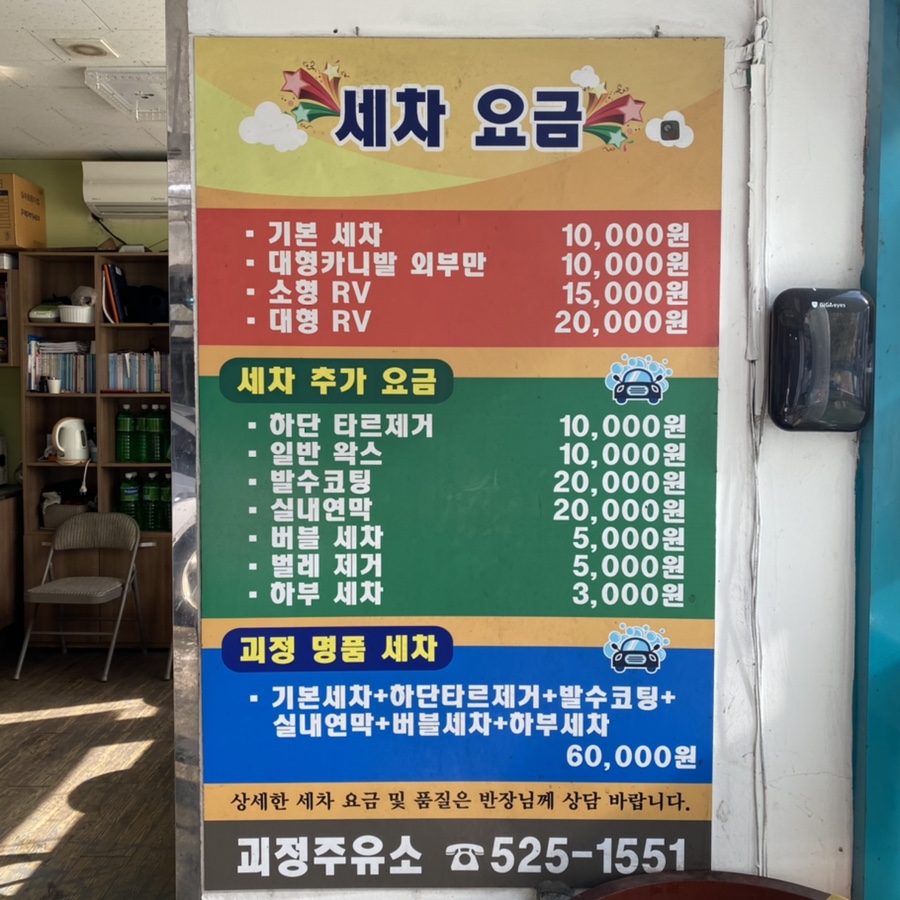 세차 요금
· 기본 세차 10,000원
· 대형카니발 외부만 10,000원
· 소형 RV 15,000원
· 대형 RV 20,000원
세차 추가 요금
· 하단 타르제거 10,000원
· 일반 왁스 10,000원
· 발수코팅 20,000원
· 실내연막 20,000원
· 버블 세차 5,000원
· 벌레 제거 5,000원
· 하부 세차 3,000원
괴정 명품 세차
· 기본세차+하단타르제거+발수코팅+
실내연막+버블세차+하부세차
60,000원
상세한 세차 요금 및 품질은 반장님께 상담 바랍니다.
괴정주유소 ☎525-1551
GiGAeyes